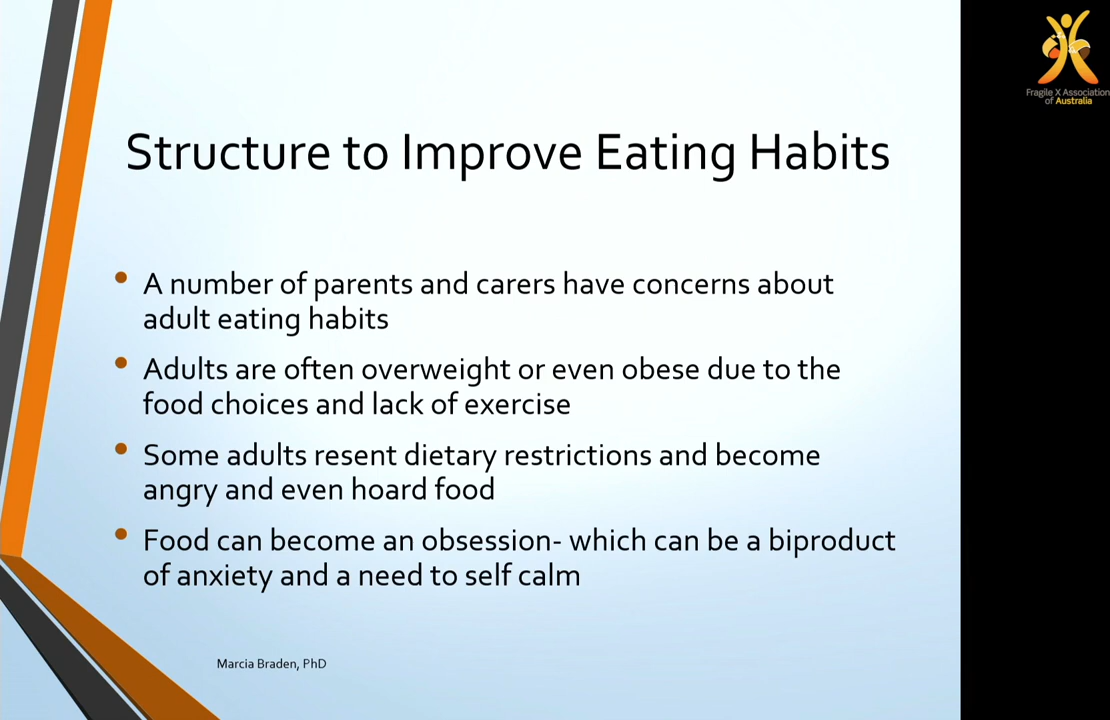 Fragile X Association
of Australia
Structure to Improve Eating Habits
A number of parents and carers have concerns about
adult eating habits
Adults are often overweight or even obese due to the
food choices and lack of exercise
Some adults resent dietary restrictions and become
angry and even hoard food
Food can become an obsession- which can be a biproduct
of anxiety and a need to self calm
Marcia Braden, PhD